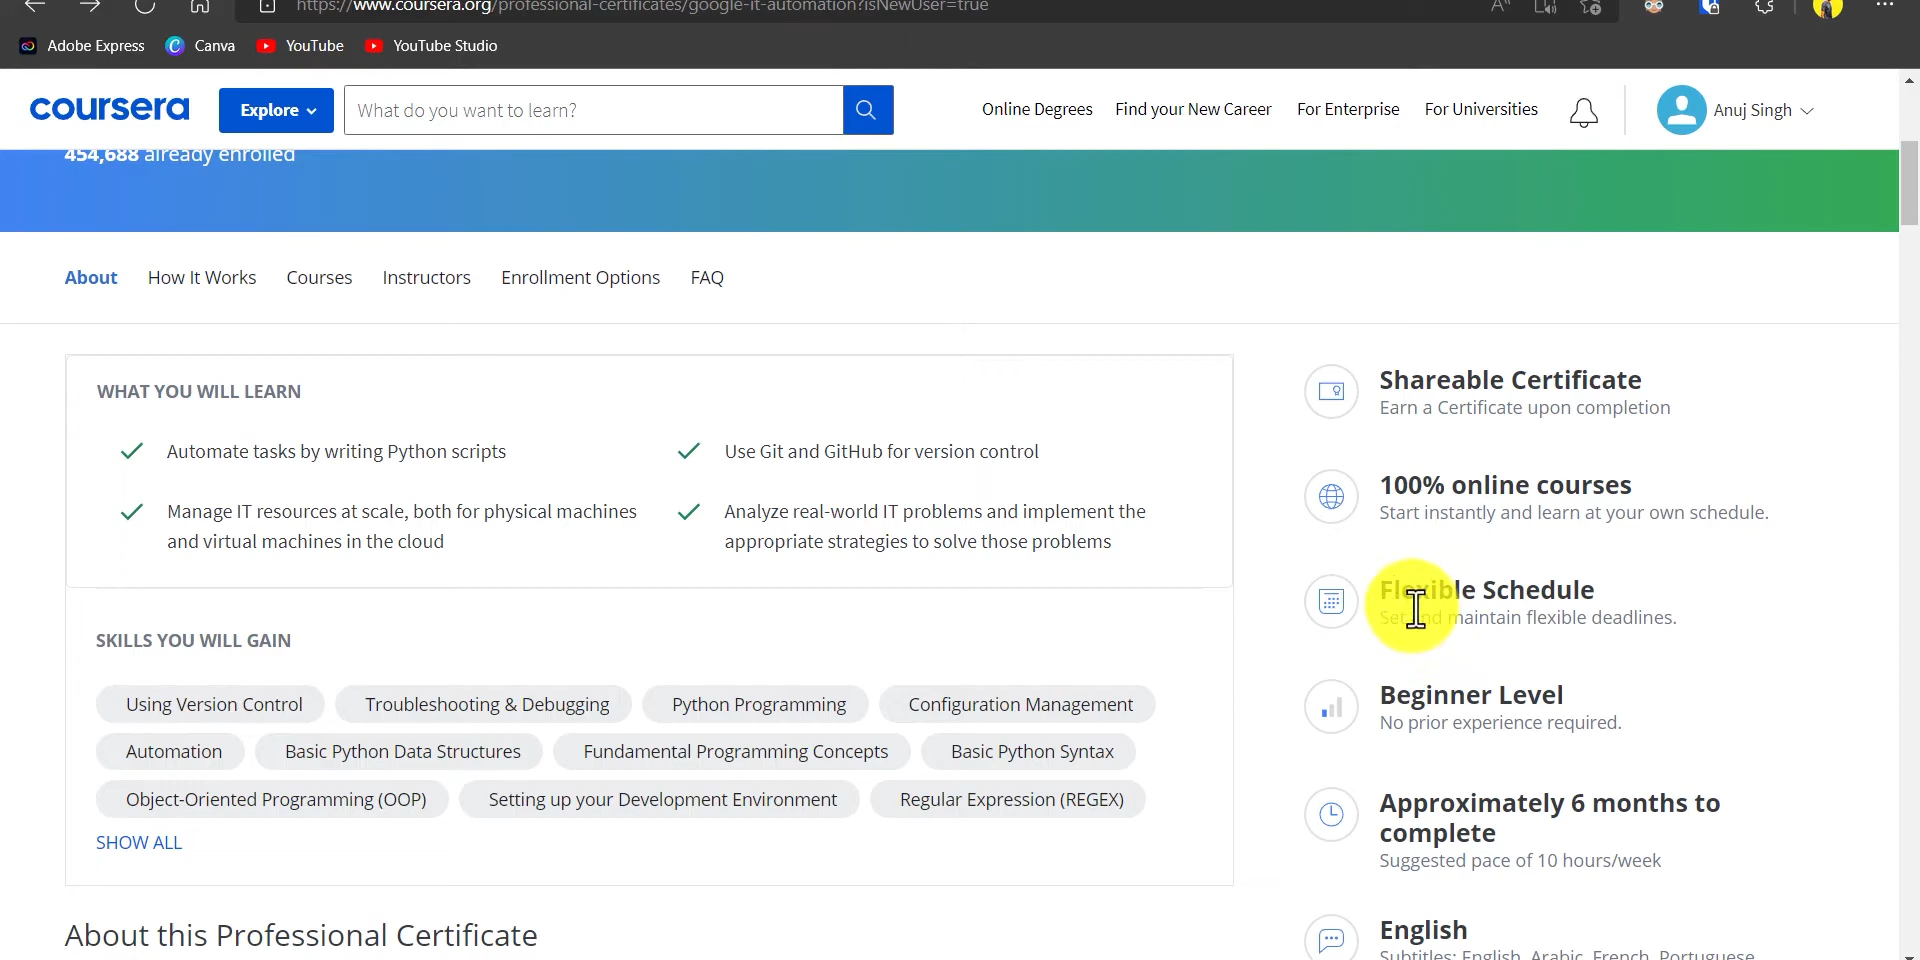 https://www.coursera.org/professional-certificates/google-it-automation?isNewUser=true
Adobe Express Canva YouTube YouTube Studio
coursera Explore What do you want to learn? Online Degrees Find your New Career For Enterprise For Universities Anuj Singh
454,688 already enrolled
About How It Works Courses Instructors Enrollment Options FAQ
WHAT YOU WILL LEARN
Automate tasks by writing Python scripts
Use Git and GitHub for version control
Manage IT resources at scale, both for physical machines
and virtual machines in the cloud
Analyze real-world IT problems and implement the
appropriate strategies to solve those problems
SKILLS YOU WILL GAIN
Using Version Control Troubleshooting & Debugging Python Programming Configuration Management
Automation Basic Python Data Structures Fundamental Programming Concepts Basic Python Syntax
Object-Oriented Programming (OOP) Setting up your Development Environment Regular Expression (REGEX)
SHOW ALL
About this Professional Certificate
Shareable Certificate
Earn a Certificate upon completion
100% online courses
Start instantly and learn at your own schedule.
Flexible Schedule
Set and maintain flexible deadlines.
Beginner Level
No prior experience required.
Approximately 6 months to
complete
Suggested pace of 10 hours/week
English
Subtitles: English, Arabic, French, Portuguese